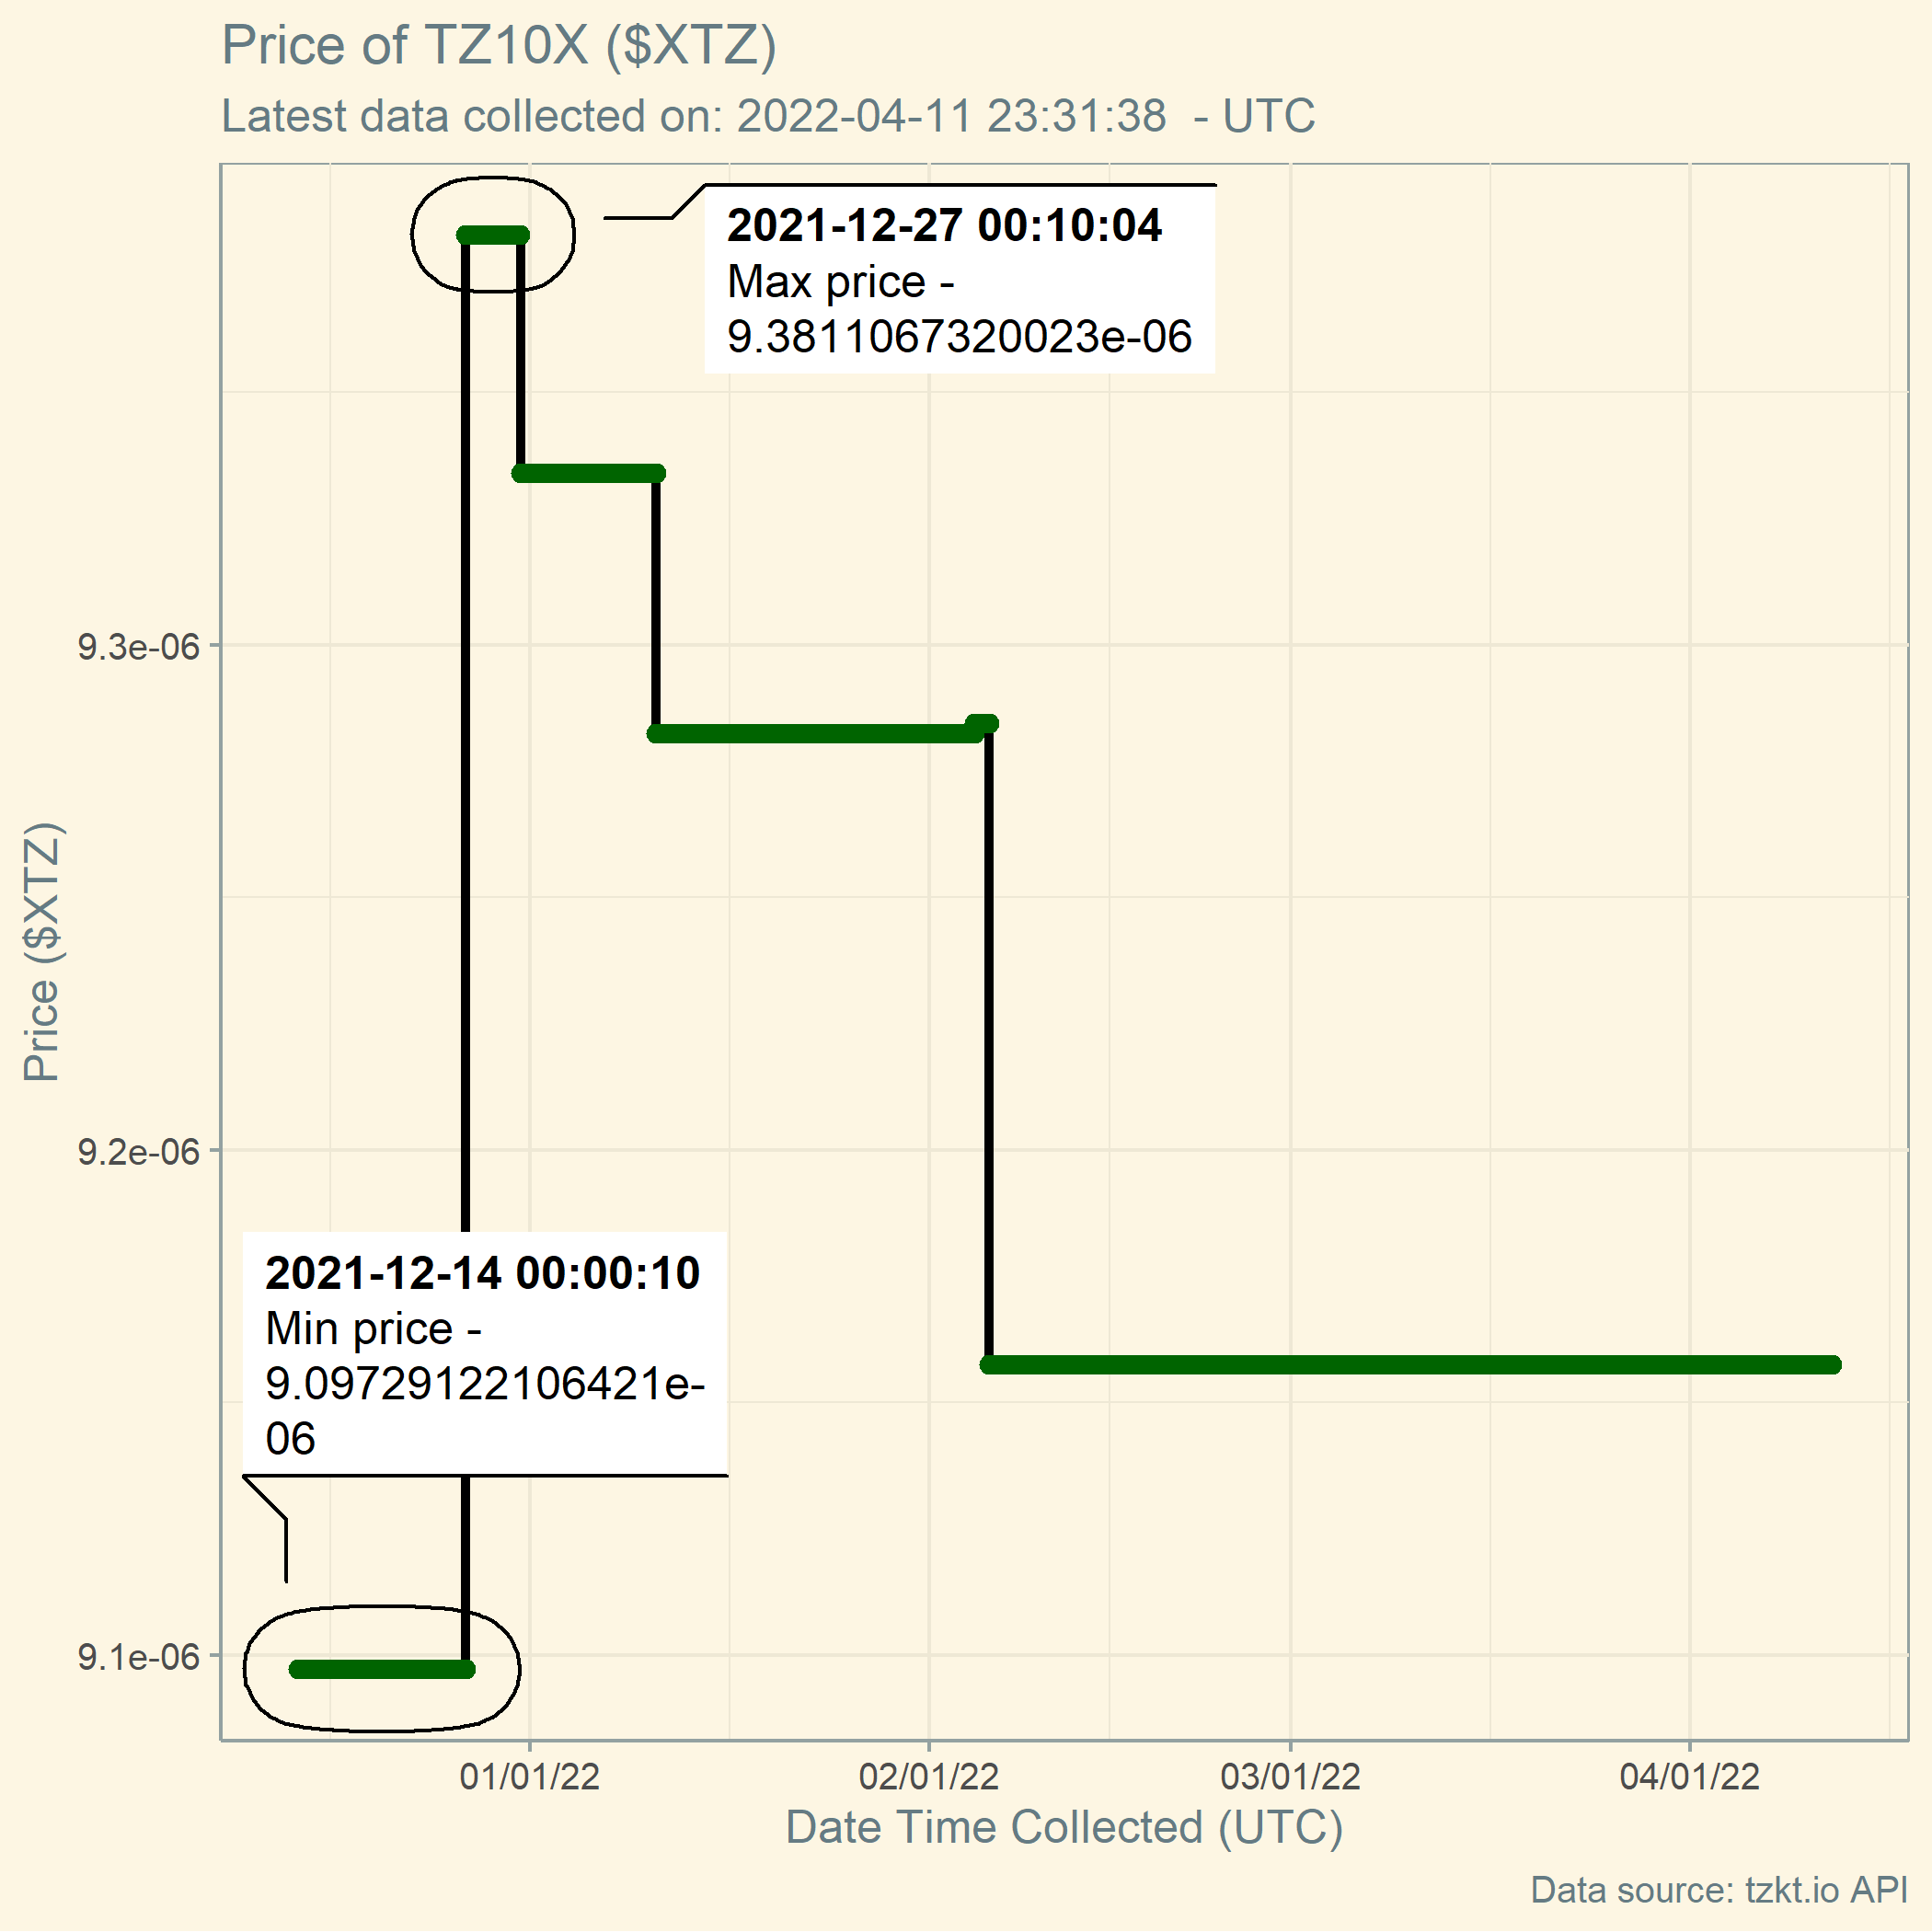 Price of TZ10X ($XTZ)
Latest data collected on: 2022-04-11 23:31:38  - UTC
2021-12-27 00:10:04
Max price -
9.3811067320023e-06
9.3e-06
Price ($XTZ)
9.2e-06
2021-12-14 00:00:10
Min price -
9.09729122106421e-
06
9.1e-06
01/01/22
02/01/22
03/01/22
04/01/22
Date Time Collected (UTC)
Data source: tzkt.io API